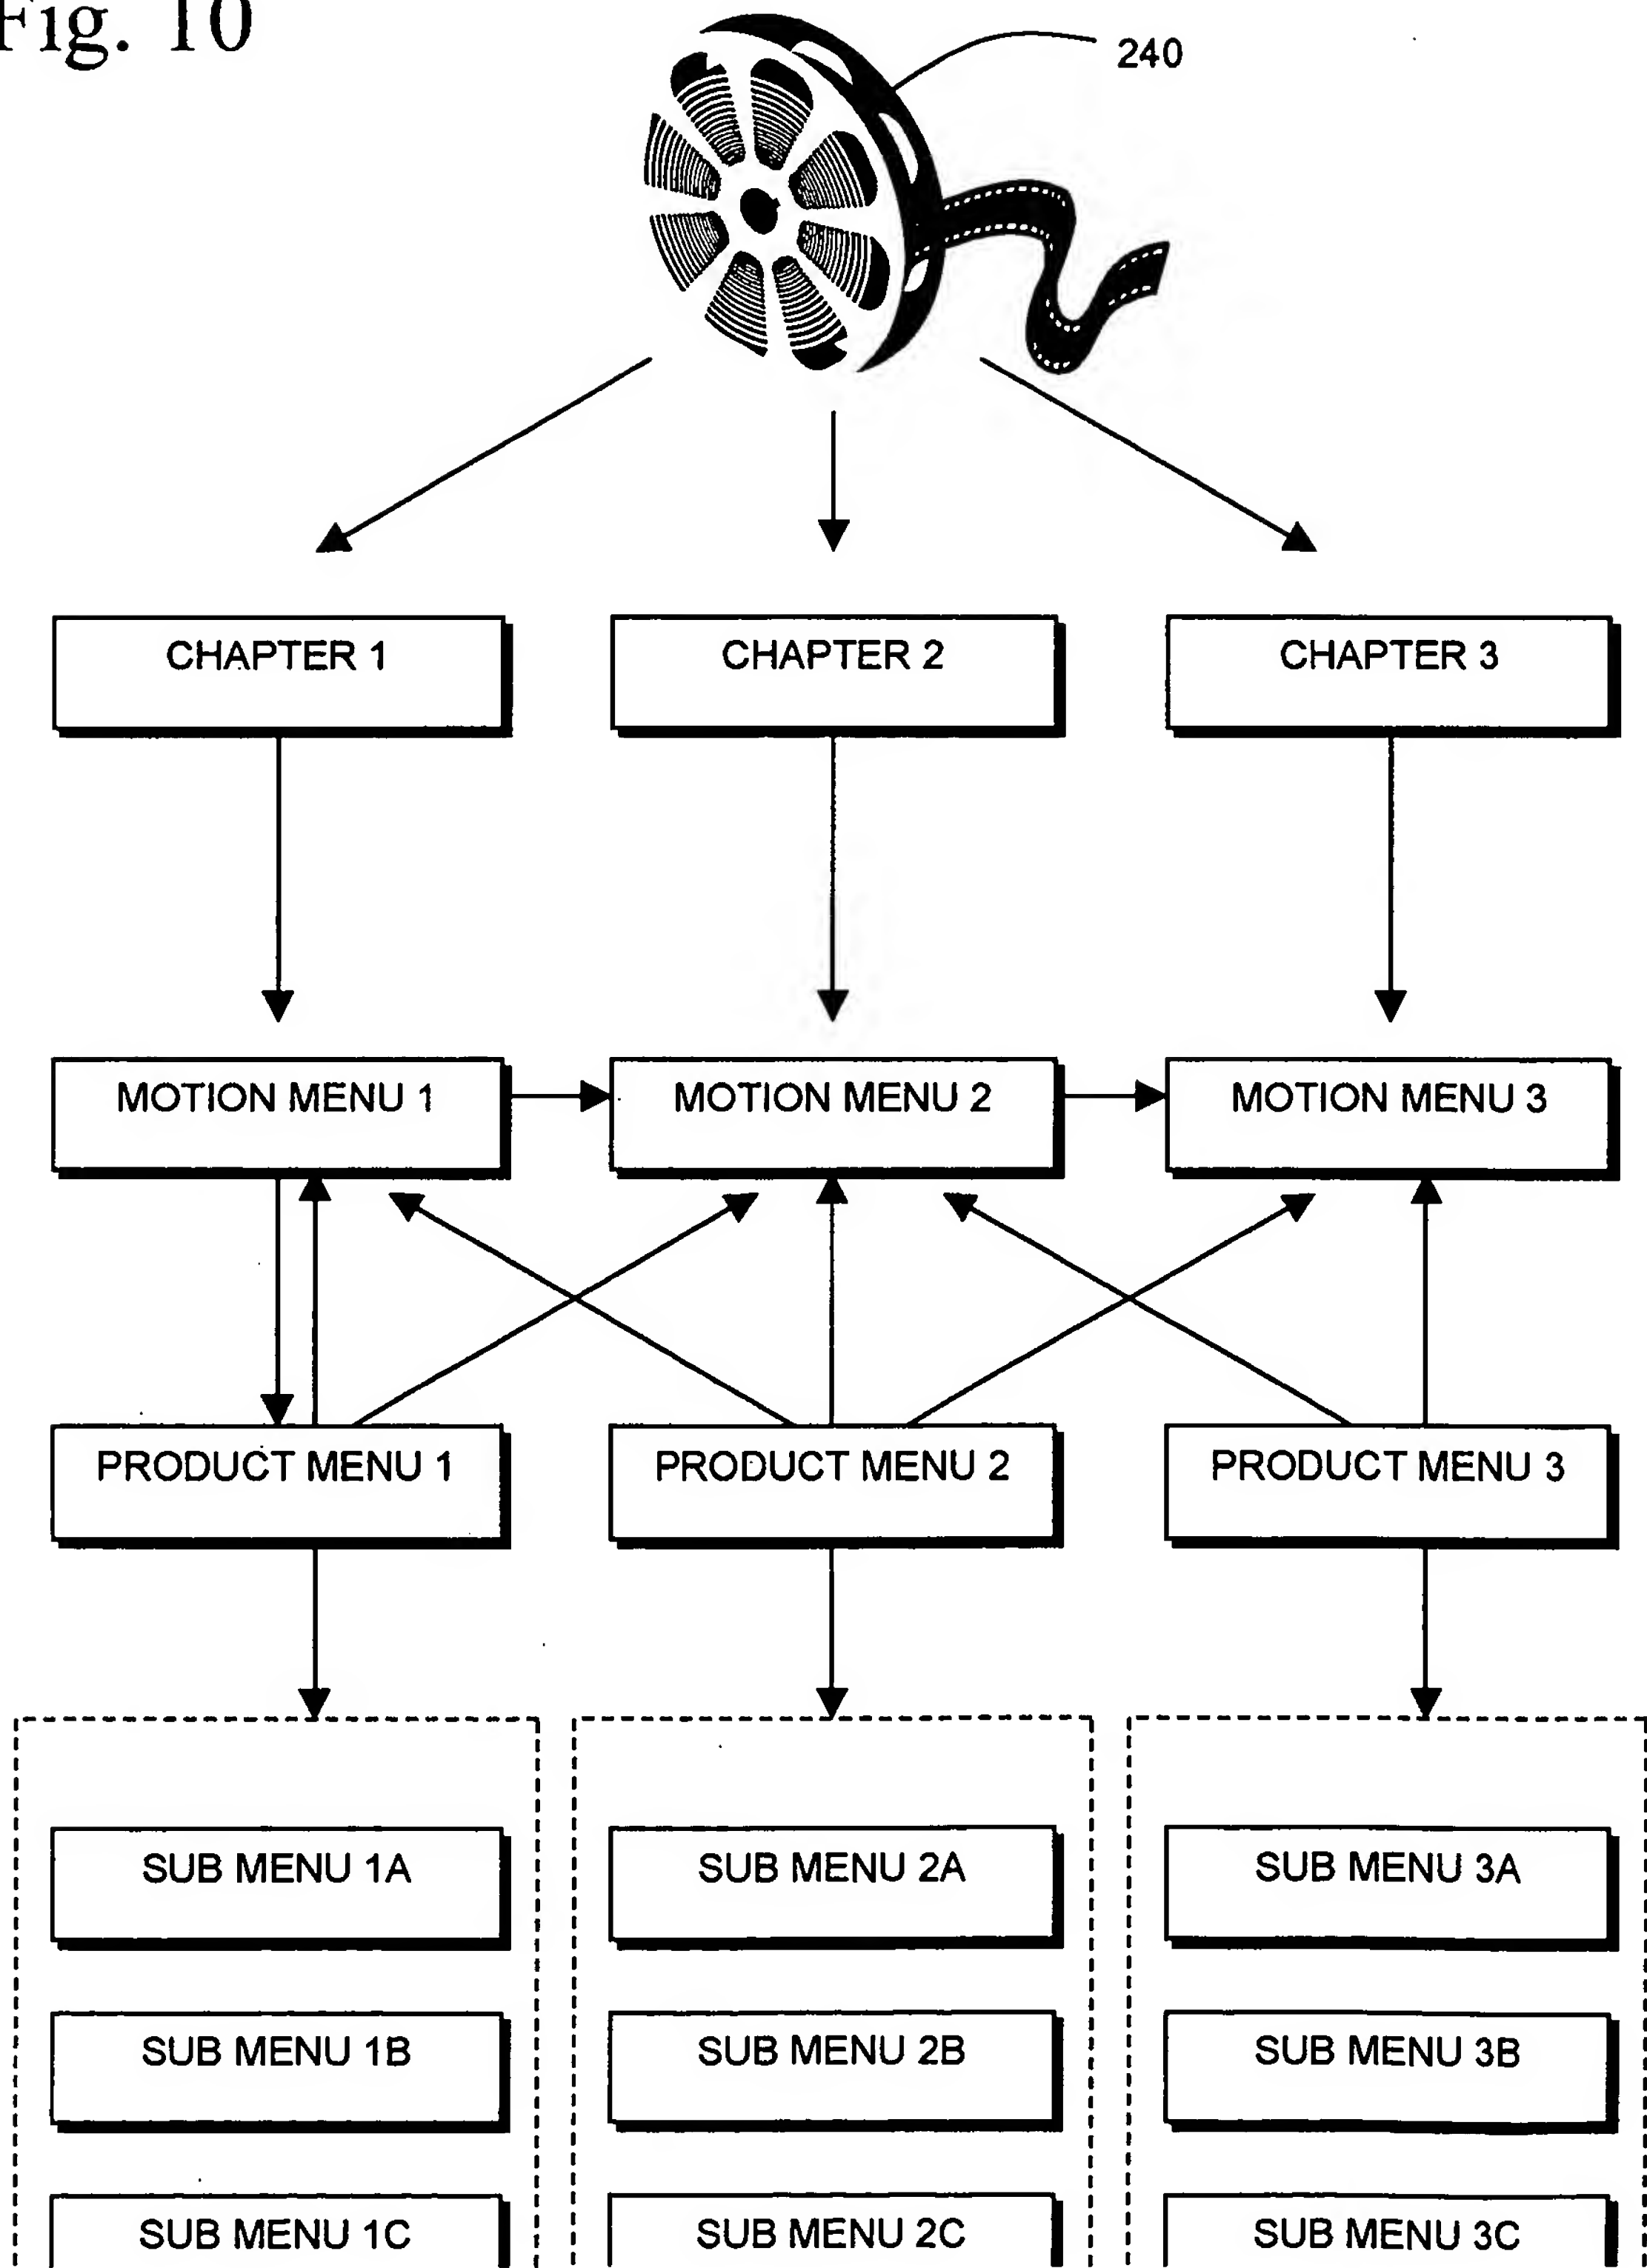 Fig. 10
240
CHAPTER 1
CHAPTER 2
CHAPTER 3
MOTION MENU 1
MOTION MENU 2
MOTION MENU 3
PRODUCT MENU 1
PRODUCT MENU 2
PRODUCT MENU 3
SUB MENU 1A
SUB MENU 2A
SUB MENU 3A
SUB MENU 1B
SUB MENU 2B
SUB MENU 3B
SUB MENU 1C
SUB MENU 2C
SUB MENU 3C